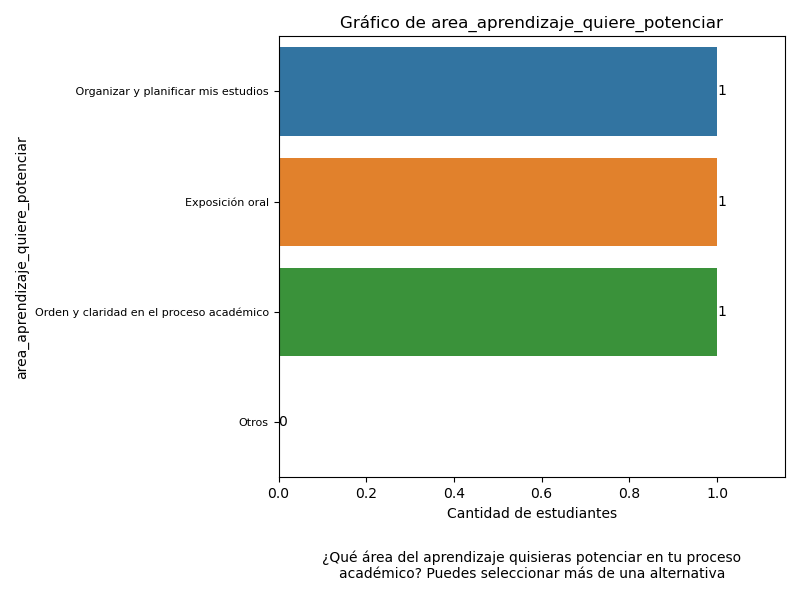 Gráfico de area_aprendizaje_quiere_potenciar
area_aprendizaje_quiere_potenciar
Organizar y planificar mis estudios
1
Exposición oral
1
Orden y claridad en el proceso académico
1
Otros
0
0.0 0.2 0.4 0.6 0.8 1.0
Cantidad de estudiantes
¿Qué área del aprendizaje quisieras potenciar en tu proceso
académico? Puedes seleccionar más de una alternativa